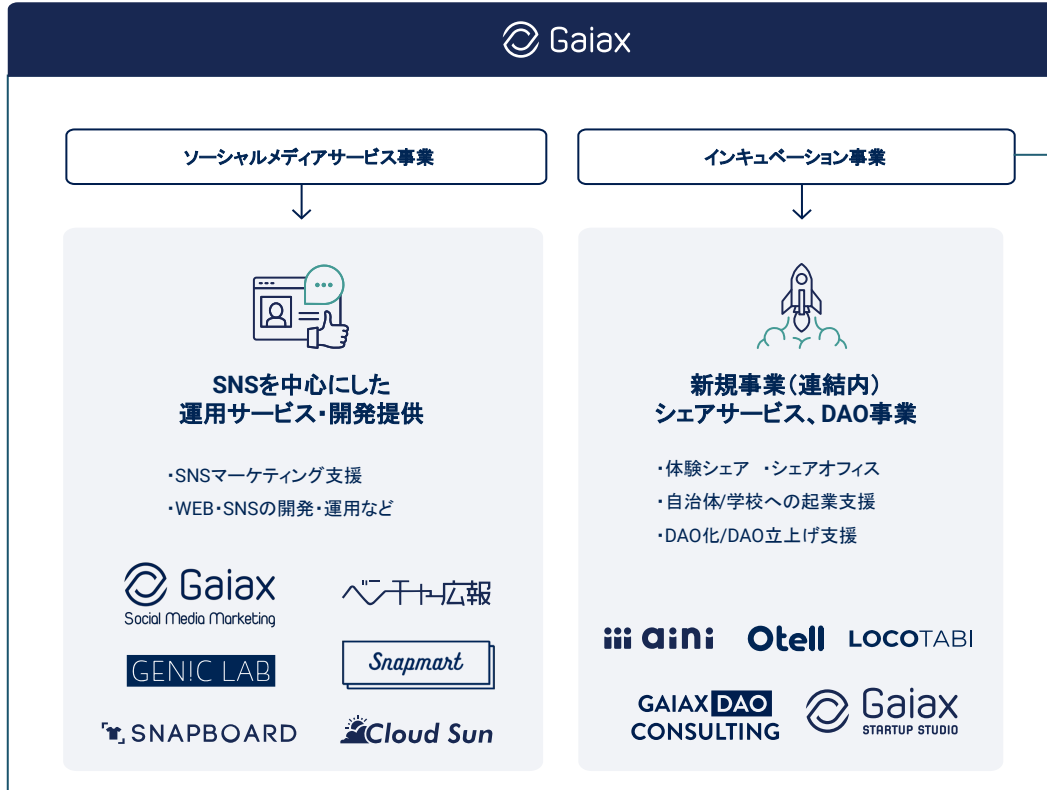 Gaiax
ソーシャルメディアサービス事業
SNSを中心にした
運用サービス・開発提供
・SNSマーケティング支援
・WEB・SNSの開発・運用など
Gaiax
Social Media Marketing
ベンチャー広報
GEN!C LAB
Snapmart
SNAPBOARD
Cloud Sun
インキュベーション事業
新規事業（連結内）
シェアサービス、DAO事業
・体験シェア ・シェアオフィス
・自治体/学校への起業支援
・DAO化/DAO立上げ支援
aini
Otell
LOCOTABI
GAIAX DAO
CONSULTING
Gaiax
STARTUP STUDIO